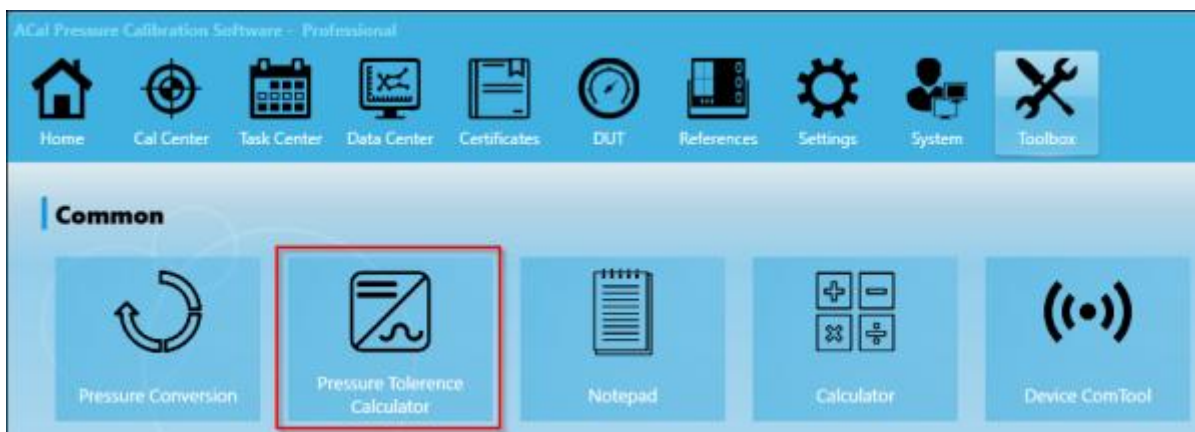 ACal Pressure Calibration Software - Professional
Home Cal Center Task Center Data Center Certificates DUT References Settings System Toolbox
Common
Pressure Conversion
Pressure Tolerence
Calculator
Notepad
Calculator
Device ComTool